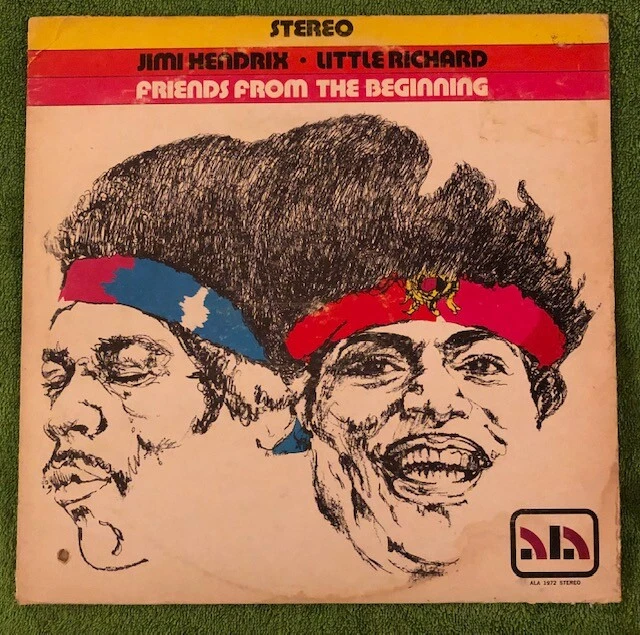 STEREO
JIMI HENDRIX • LITTLE RICHARD
FRIENDS FROM THE BEGINNING
ala
ALA 1972 STEREO